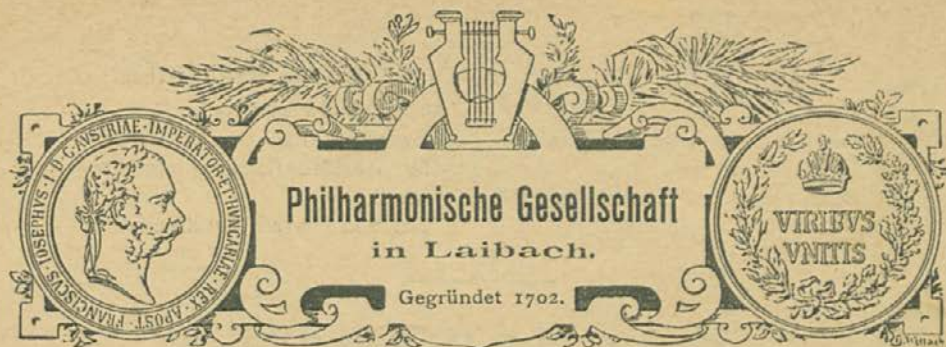 Philharmonische Gesellschaft
in Laibach.
Gegründet 1702.
FRANCISCVS·IOSEPHVS·I·D·G·AVSTRIAE·IMPERATOR·ET·HVNGARIAE·REX·APOST·
VIRIBVS
VNITIS